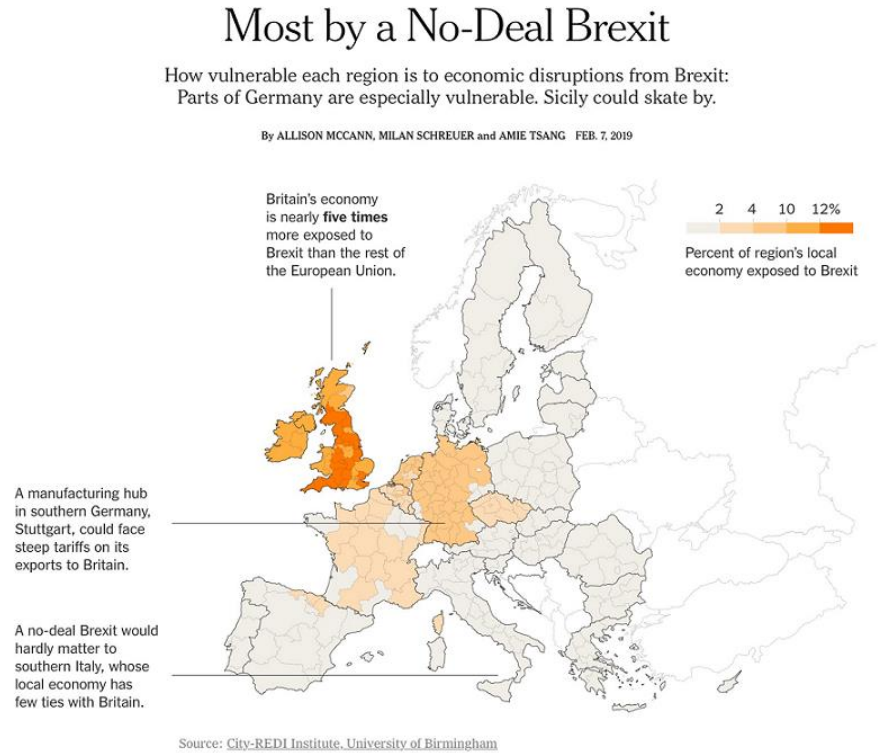 Most by a No-Deal Brexit
How vulnerable each region is to economic disruptions from Brexit:
Parts of Germany are especially vulnerable. Sicily could skate by.
By ALLISON MCCANN, MILAN SCHREUER and AMIE TSANG FEB. 7, 2019
Britain's economy
is nearly five times
more exposed to
Brexit than the rest of
the European Union.
2 4 10 12%
Percent of region's local
economy exposed to Brexit
A manufacturing hub
in southern Germany,
Stuttgart, could face
steep tariffs on its
exports to Britain.
A no-deal Brexit would
hardly matter to
southern Italy, whose
local economy has
few ties with Britain.
Source: City-REDI Institute, University of Birmingham